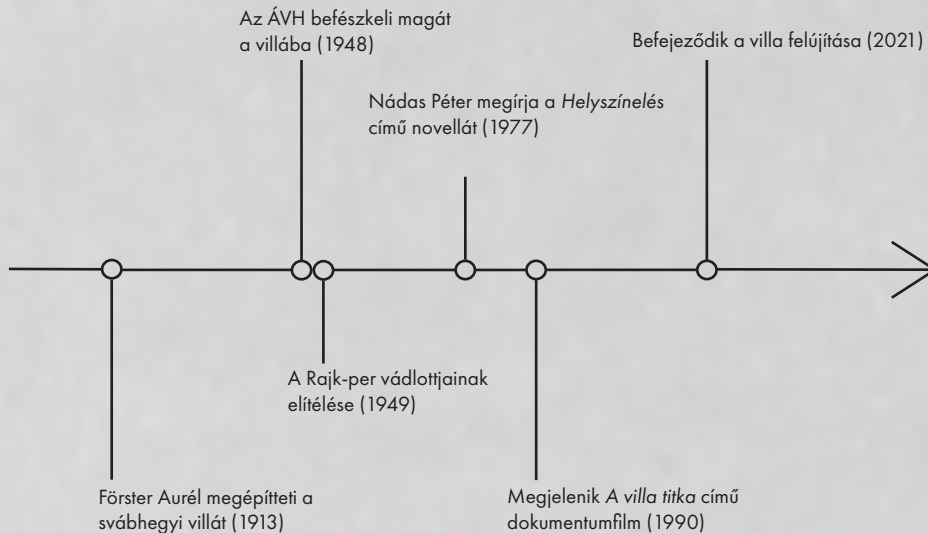 Az ÁVH befészkeli magát
a villába (1948)
Befejeződik a villa felújítása (2021)
Nádas Péter megírja a Helyszínelés
című novellát (1977)
A Rajk-per vádlottjainak
elítélése (1949)
Förster Aurél megépítteti a
svábhegyi villát (1913)
Megjelenik A villa titka című
dokumentumfilm (1990)